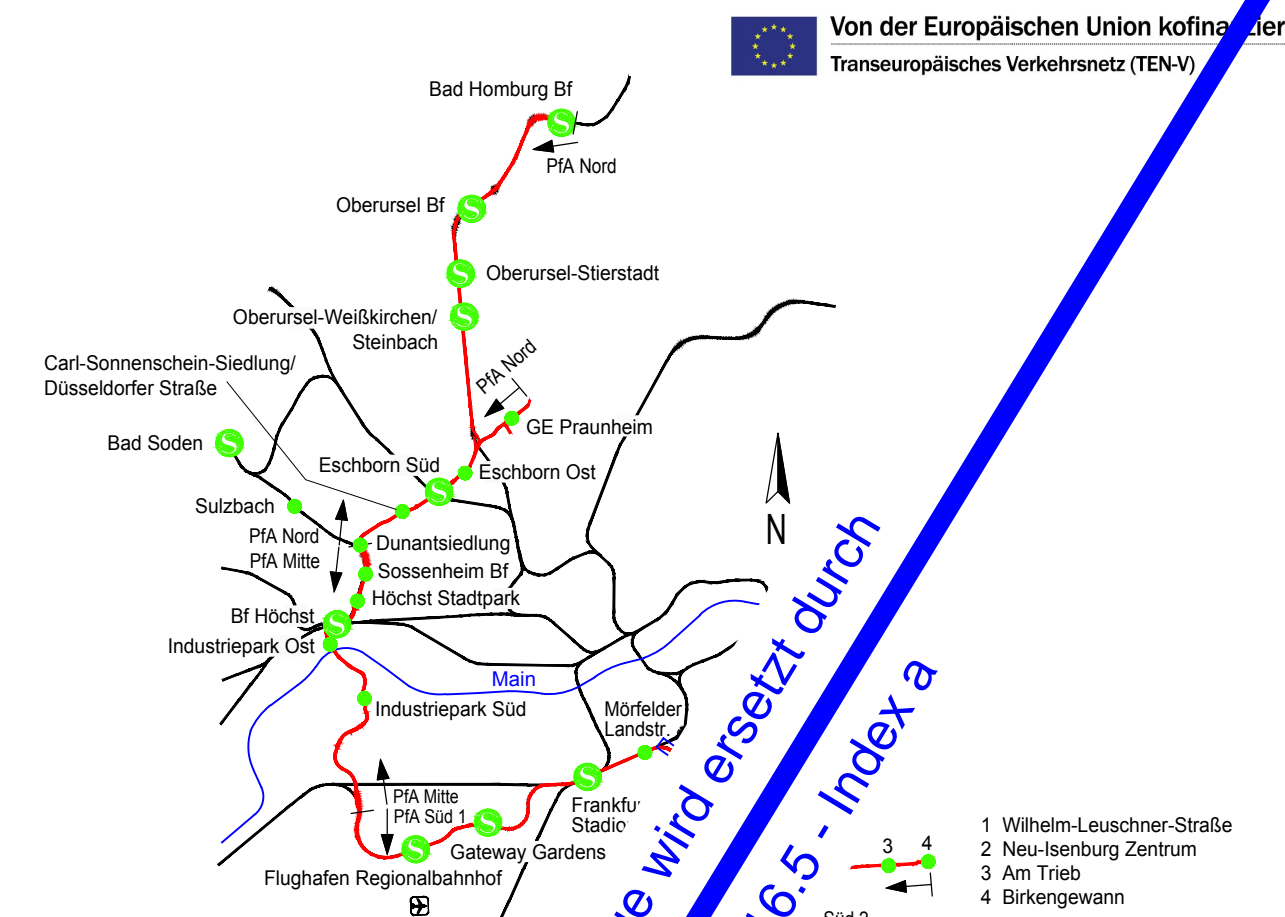 Von der Europäischen Union
Transeuropäisches Verkehrsnetz (TEN-V)
Bad Homburg Bf
PfA Nord
Oberursel Bf
Oberursel-Stierstadt
Oberursel-Weißkirchen/
Steinbach
PfA Nord
Carl-Sonnenschein-Siedlung/
Düsseldorfer Straße
GE Praunheim
Bad Soden
Eschborn Süd
Eschborn Ost
Sulzbach
PfA Nord
PfA Mitte
Dunantsiedlung
Sossenheim Bf
Höchst Stadtpark
Bf Höchst
Industriepark Ost
Main
Industriepark Süd
Mörfelder
Landstr.
N
PfA Mitte
PfA Süd 1
Gateway Gardens
Flughafen Regionalbahnhof
wird ersetzt durch
16.5 - Index a
3 4
1 Wilhelm-Leuschner-Straße
2 Neu-Isenburg Zentrum
3 Am Trieb
4 Birkengewann